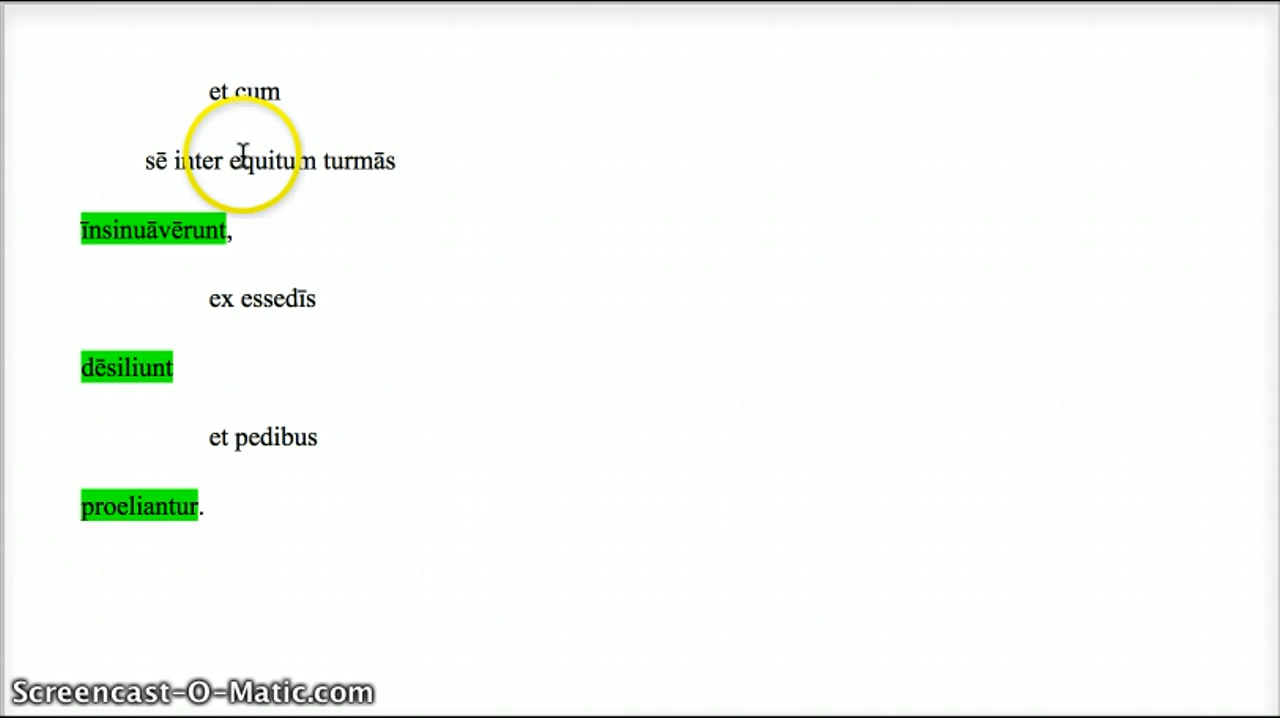 et cum
sē inter equitum turmās
īnsinuāvērunt,
ex essedīs
dēsiliunt
et pedibus
proeliantur.
Screencast-O-Matic.com